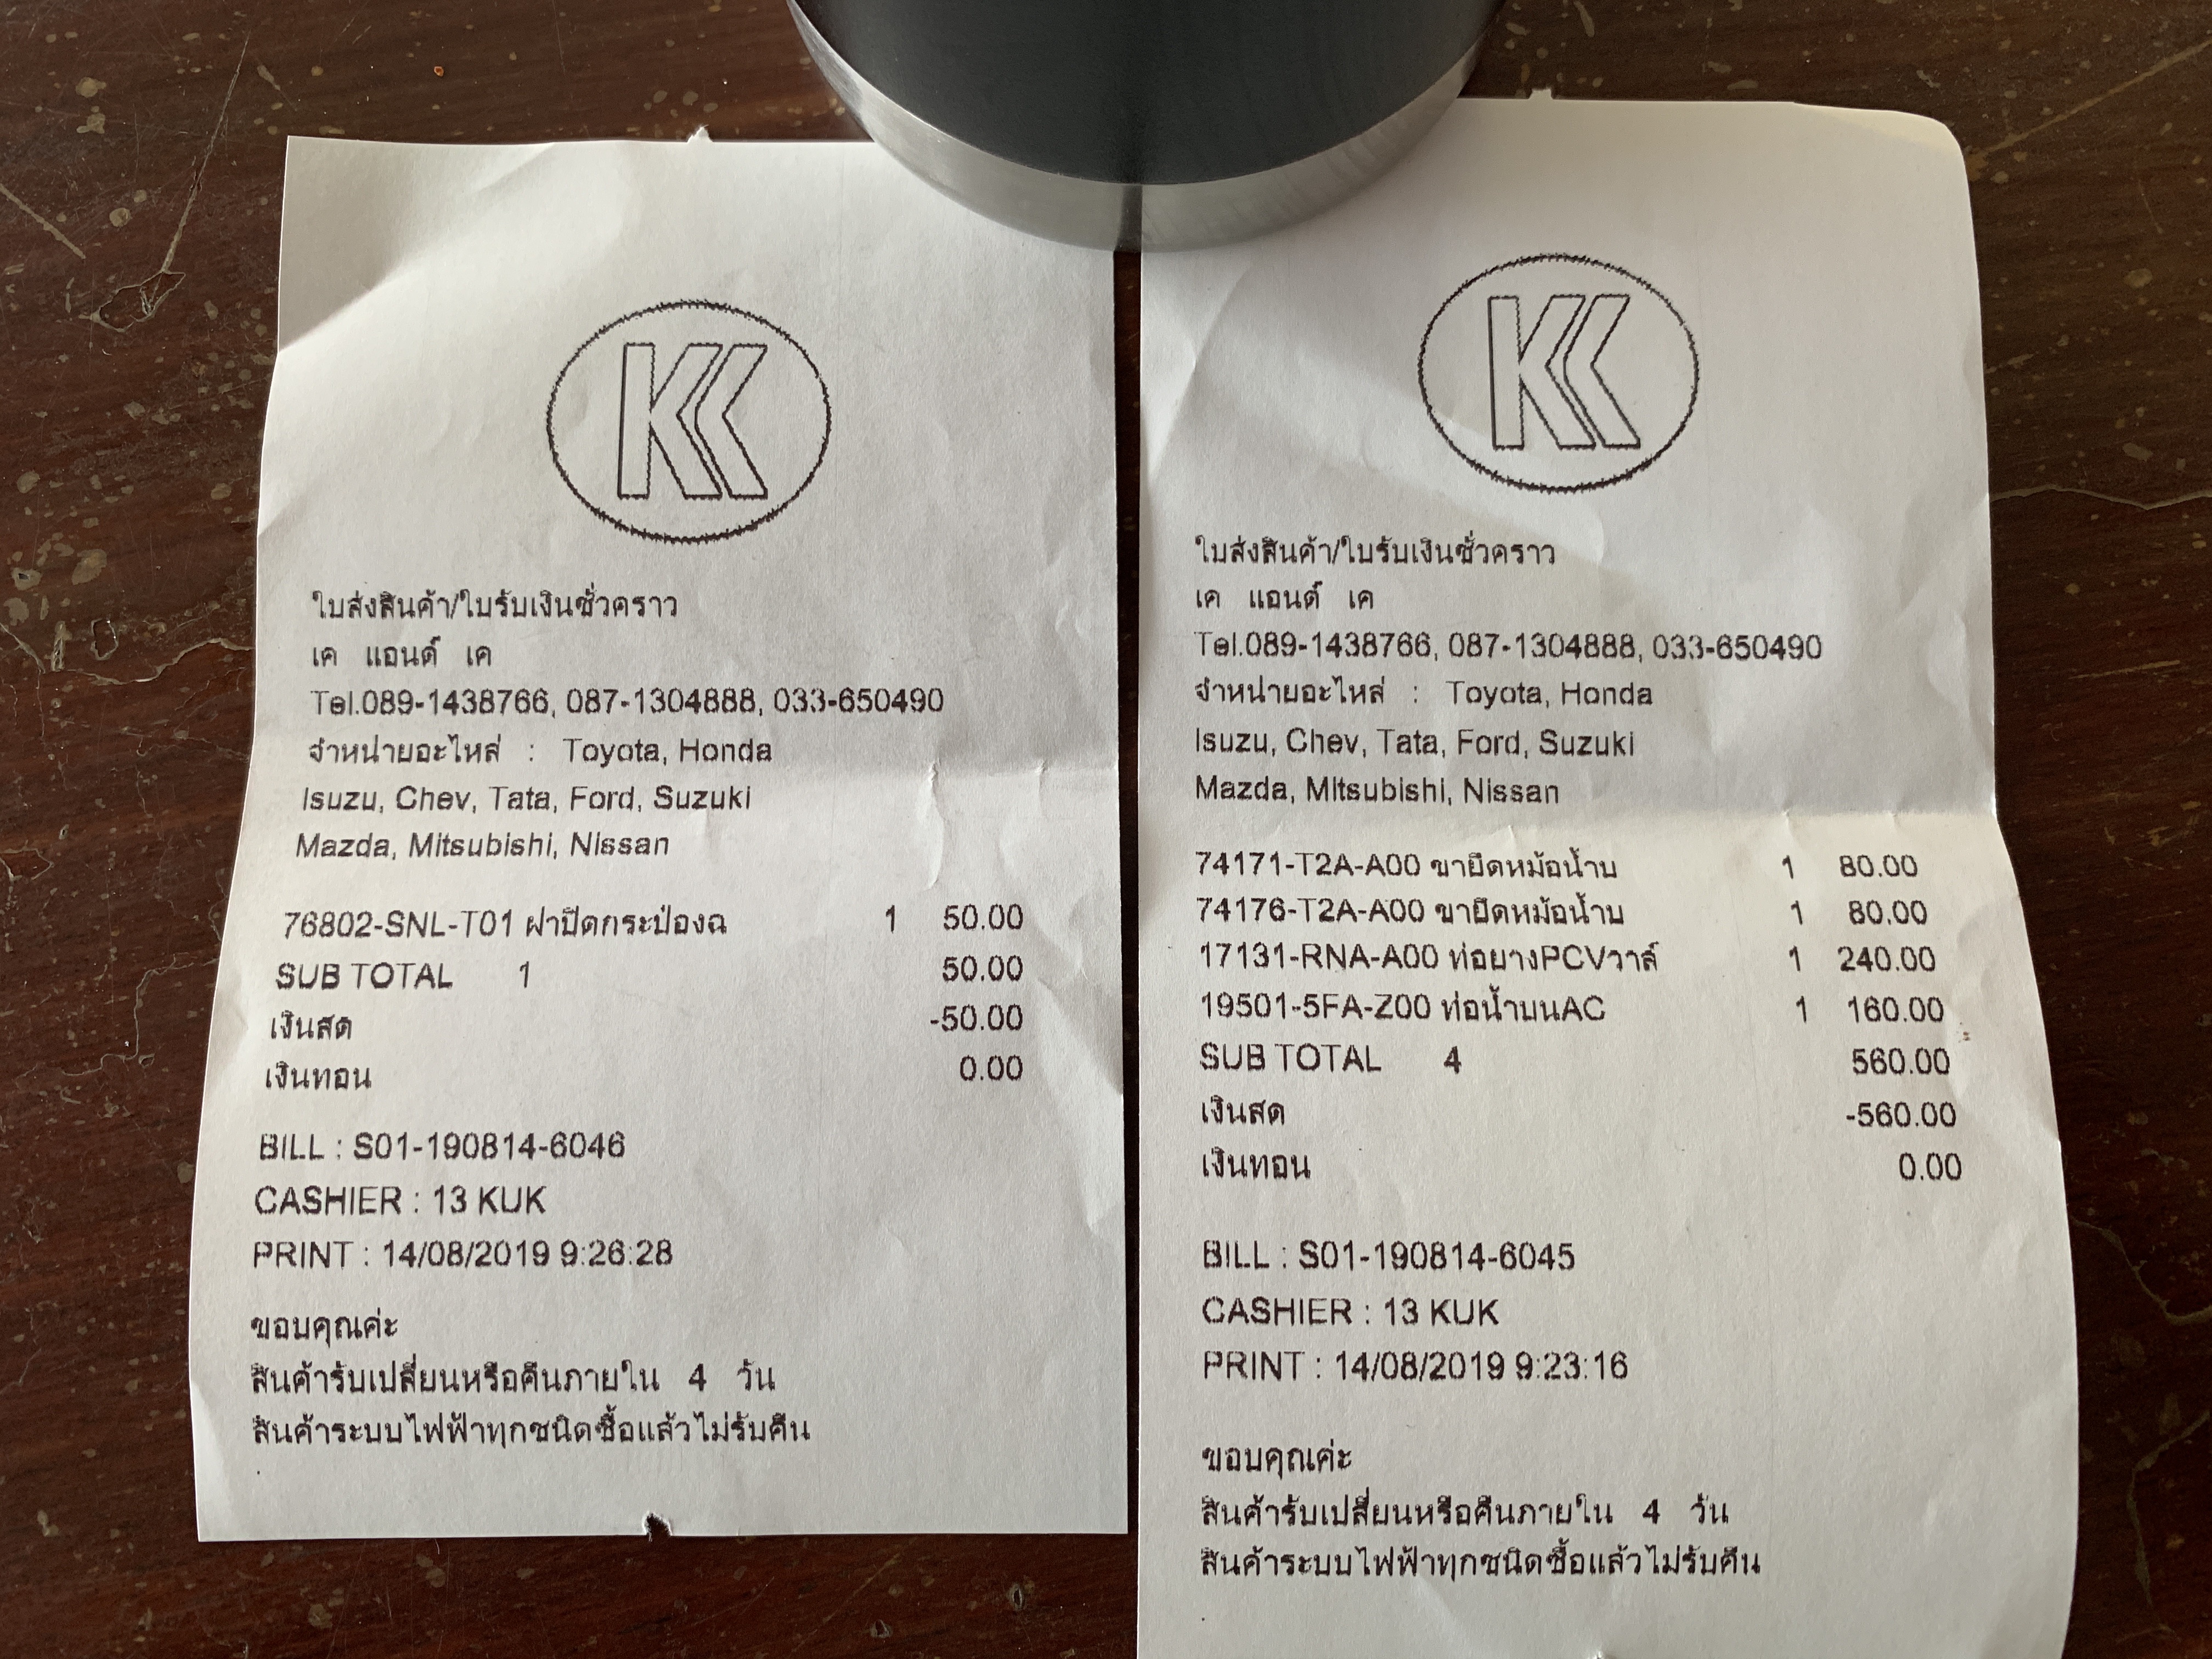 KK
ใบส่งสินค้า/ใบรับเงินชั่วคราว
เค แอนด์ เค
Tel.089-1438766, 087-1304888, 033-650490
จำหน่ายอะไหล่ : Toyota, Honda
Isuzu, Chev, Tata, Ford, Suzuki
Mazda, Mitsubishi, Nissan
76802-SNL-T01 ฝาปิดกระป๋องฉ 1 50.00
SUB TOTAL 1 50.00
เงินสด -50.00
เงินทอน 0.00
BILL : S01-190814-6046
CASHIER : 13 KUK
PRINT : 14/08/2019 9:26:28
ขอบคุณค่ะ
สินค้ารับเปลี่ยนหรือคืนภายใน 4 วัน
สินค้าระบบไฟฟ้าทุกชนิดซื้อแล้วไม่รับคืน
KK
ใบส่งสินค้า/ใบรับเงินชั่วคราว
เค แอนด์ เค
Tel.089-1438766, 087-1304888, 033-650490
จำหน่ายอะไหล่ : Toyota, Honda
Isuzu, Chev, Tata, Ford, Suzuki
Mazda, Mitsubishi, Nissan
74171-T2A-A00 ขายึดหม้อน้ำบ 1 80.00
74176-T2A-A00 ขายึดหม้อน้ำบ 1 80.00
17131-RNA-A00 ท่อยางPCVวาล์ 1 240.00
19501-5FA-Z00 ท่อน้ำบนAC 1 160.00
SUB TOTAL 4 560.00
เงินสด -560.00
เงินทอน 0.00
BILL : S01-190814-6045
CASHIER : 13 KUK
PRINT : 14/08/2019 9:23:16
ขอบคุณค่ะ
สินค้ารับเปลี่ยนหรือคืนภายใน 4 วัน
สินค้าระบบไฟฟ้าทุกชนิดซื้อแล้วไม่รับคืน